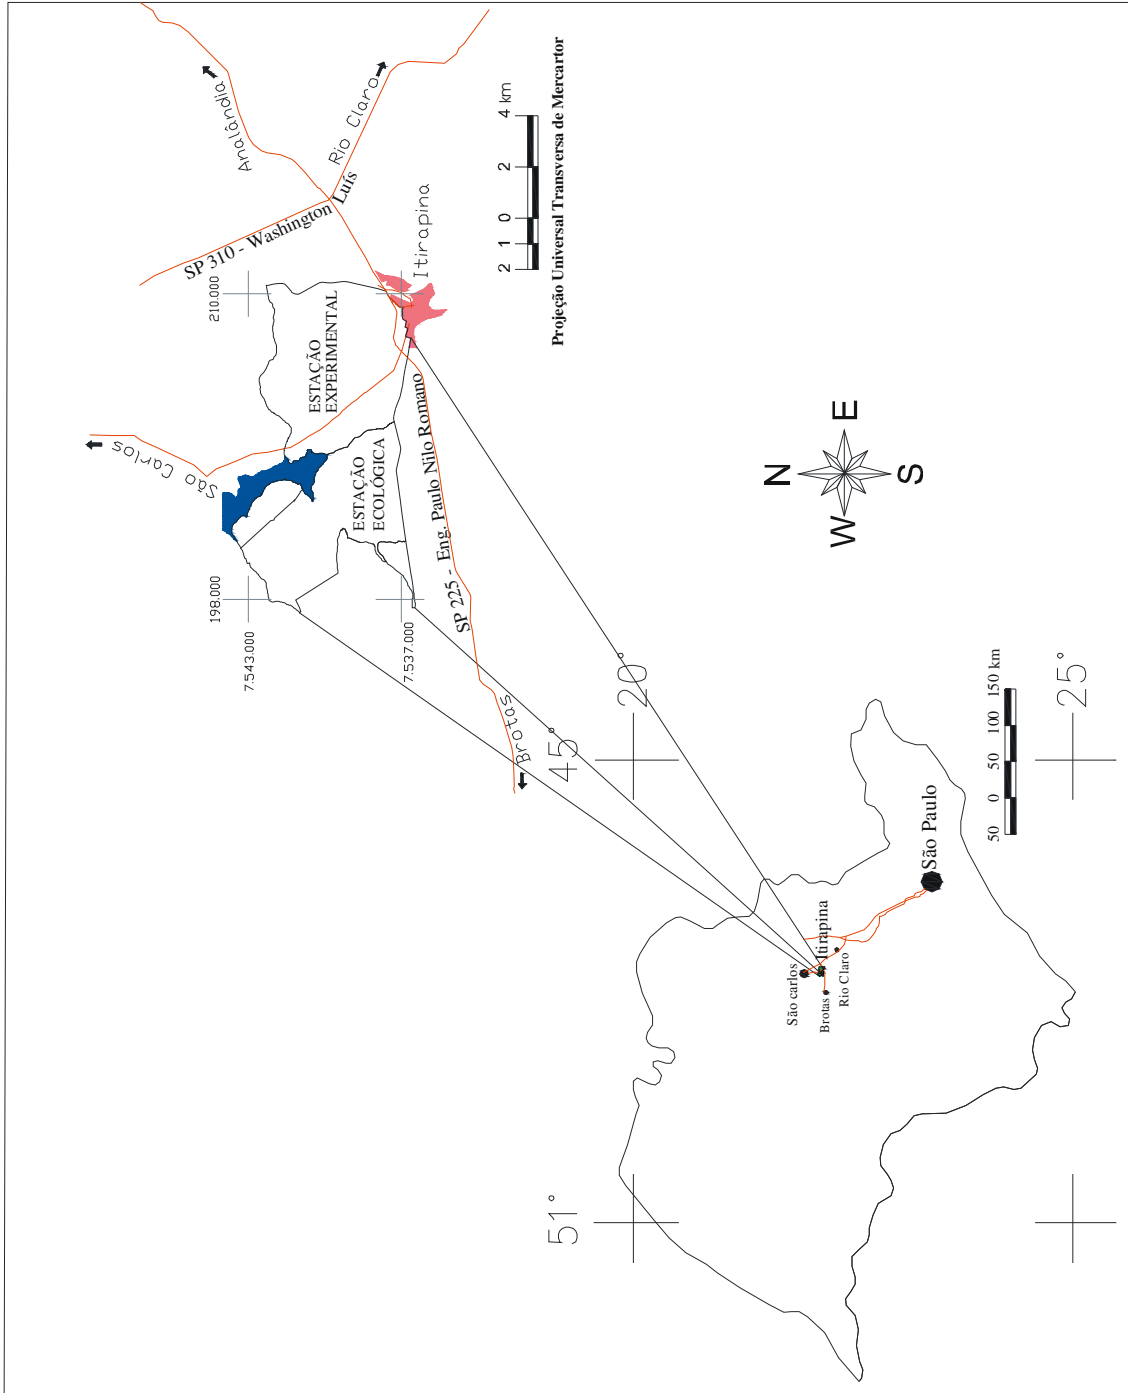 Analândia
Rio Claro
SP 310 - Washington Luís
São Carlos
210.000
198.000
7.543.000
7.537.000
ESTAÇÃO
EXPERIMENTAL
ESTAÇÃO
ECOLÓGICA
Itirapina
SP 225 - Eng. Paulo Nilo Romano
Brotas
2 1 0 2 4 km
Projeção Universal Transversa de Mercartor
N
W E
S
51°
45°
20°
25°
São carlos
Itirapina
Brotas
Rio Claro
São Paulo
50 0 50 100 150 km